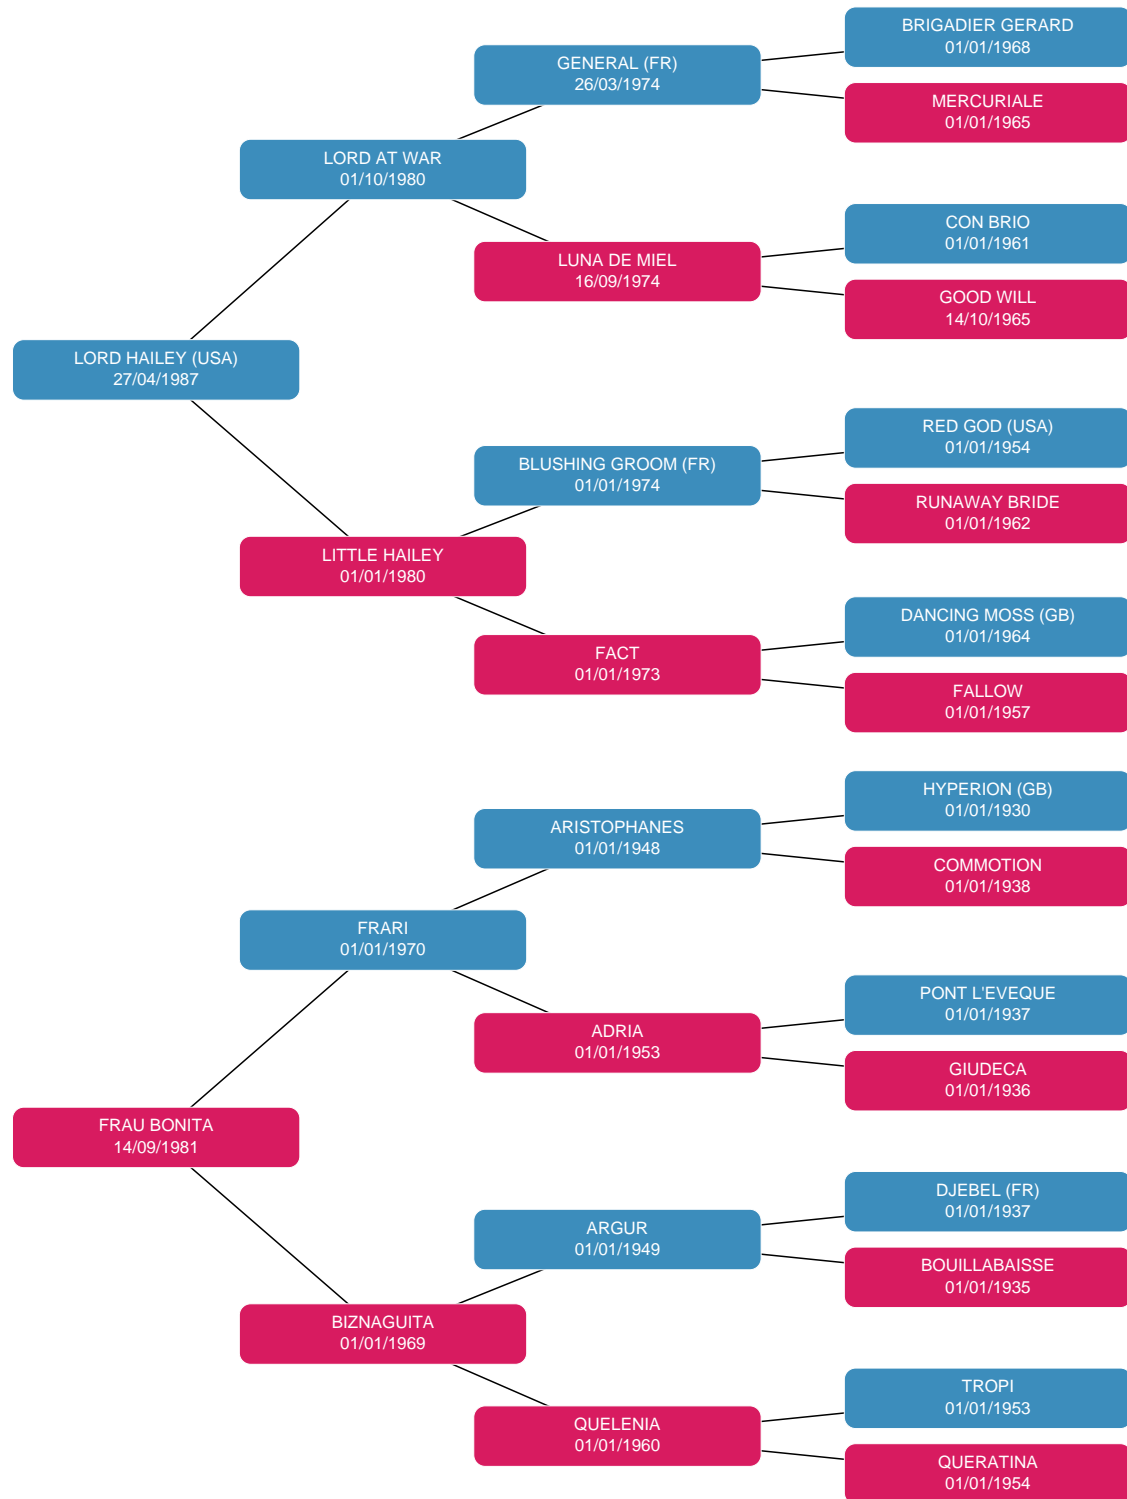 BRIGADIER GERARD
01/01/1968
GENERAL (FR)
26/03/1974
MERCURIALE
01/01/1965
LORD AT WAR
01/10/1980
CON BRIO
01/01/1961
LUNA DE MIEL
16/09/1974
GOOD WILL
14/10/1965
LORD HAILEY (USA)
27/04/1987
RED GOD (USA)
01/01/1954
BLUSHING GROOM (FR)
01/01/1974
RUNAWAY BRIDE
01/01/1962
LITTLE HAILEY
01/01/1980
DANCING MOSS (GB)
01/01/1964
FACT
01/01/1973
FALLOW
01/01/1957
HYPERION (GB)
01/01/1930
ARISTOPHANES
01/01/1948
COMMOTION
01/01/1938
FRARI
01/01/1970
PONT L'EVEQUE
01/01/1937
ADRIA
01/01/1953
GIUDECA
01/01/1936
FRAU BONITA
14/09/1981
DJEBEL (FR)
01/01/1937
ARGUR
01/01/1949
BOUILLABAISSE
01/01/1935
BIZNAGUITA
01/01/1969
TROPI
01/01/1953
QUELENIA
01/01/1960
QUERATINA
01/01/1954